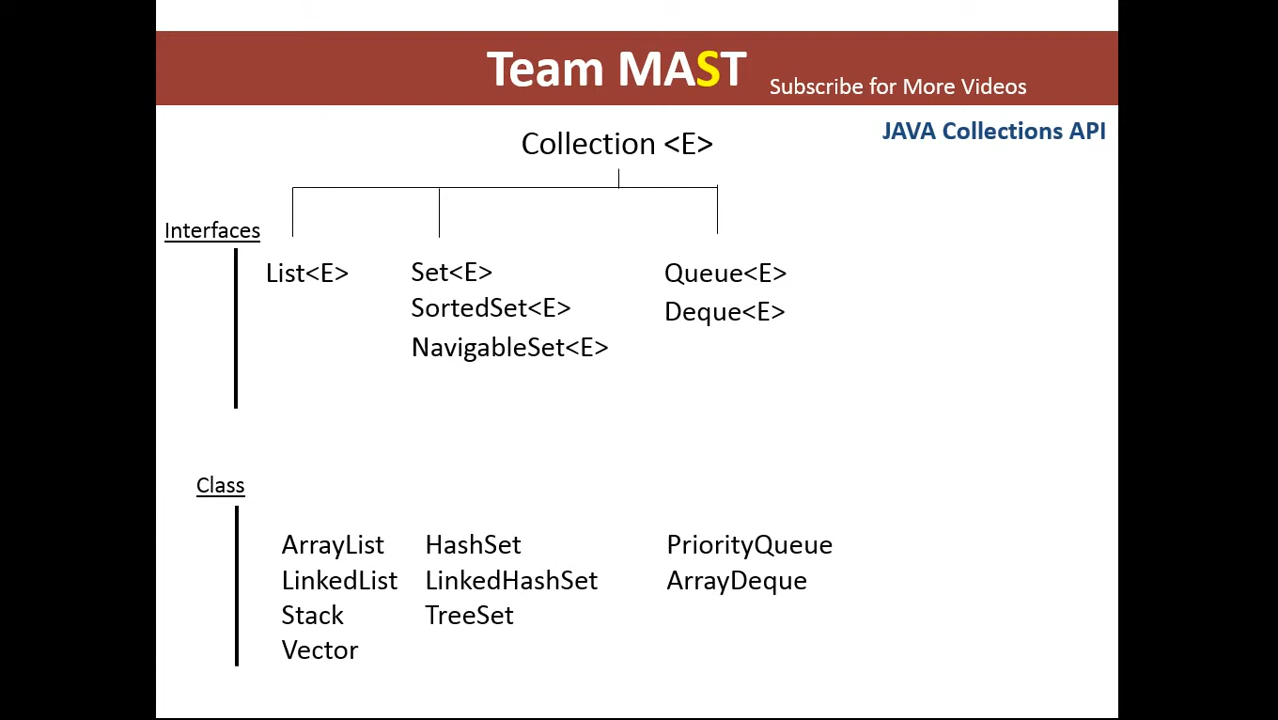 Team MAST
Subscribe for More Videos
JAVA Collections API
Collection <E>
Interfaces
List<E>
Set<E>
SortedSet<E>
NavigableSet<E>
Queue<E>
Deque<E>
Class
ArrayList
LinkedList
Stack
Vector
HashSet
LinkedHashSet
TreeSet
PriorityQueue
ArrayDeque